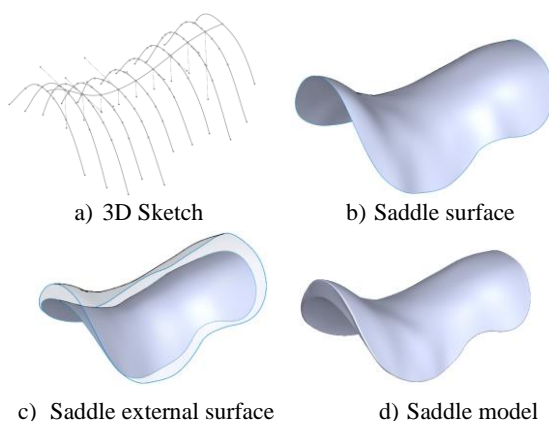 a) 3D Sketch
b) Saddle surface
c) Saddle external surface
d) Saddle model